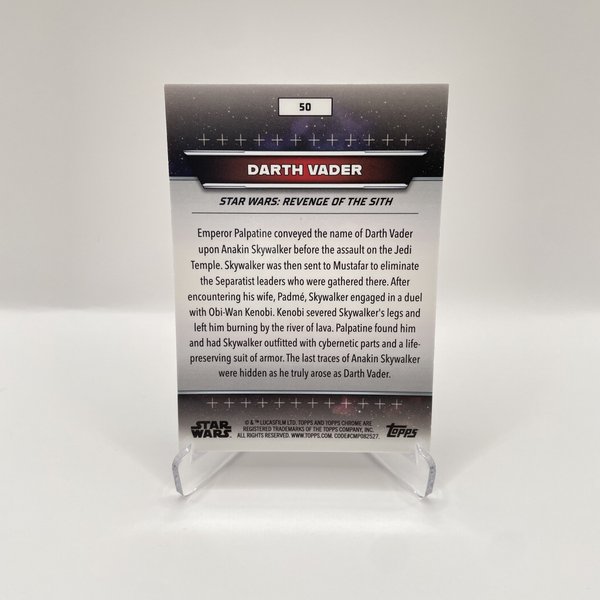 50
DARTH VADER
STAR WARS: REVENGE OF THE SITH
Emperor Palpatine conveyed the name of Darth Vader
upon Anakin Skywalker before the assault on the Jedi
Temple. Skywalker was then sent to Mustafar to eliminate
the Separatist leaders who were gathered there. After
encountering his wife, Padmé, Skywalker engaged in a duel
with Obi-Wan Kenobi. Kenobi severed Skywalker's legs and
left him burning by the river of lava. Palpatine found him
and had Skywalker outfitted with cybernetic parts and a life-
preserving suit of armor. The last traces of Anakin Skywalker
were hidden as he truly arose as Darth Vader.
STAR
WARS
© & ™ LUCASFILM LTD. TOPPS AND TOPPS CHROME ARE
REGISTERED TRADEMARKS OF THE TOPPS COMPANY, INC.
ALL RIGHTS RESERVED. WWW.TOPPS.COM. CODE#CMP082527.
Topps